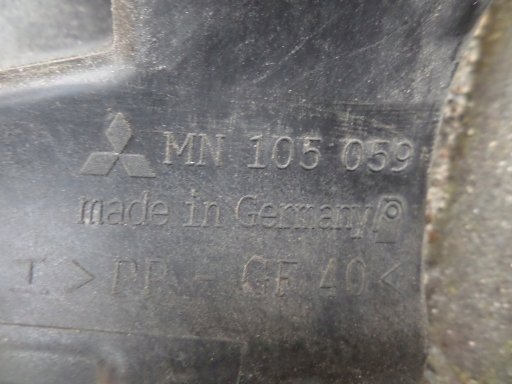 MN 105 059
made in Germany
> PP - GF 40 <